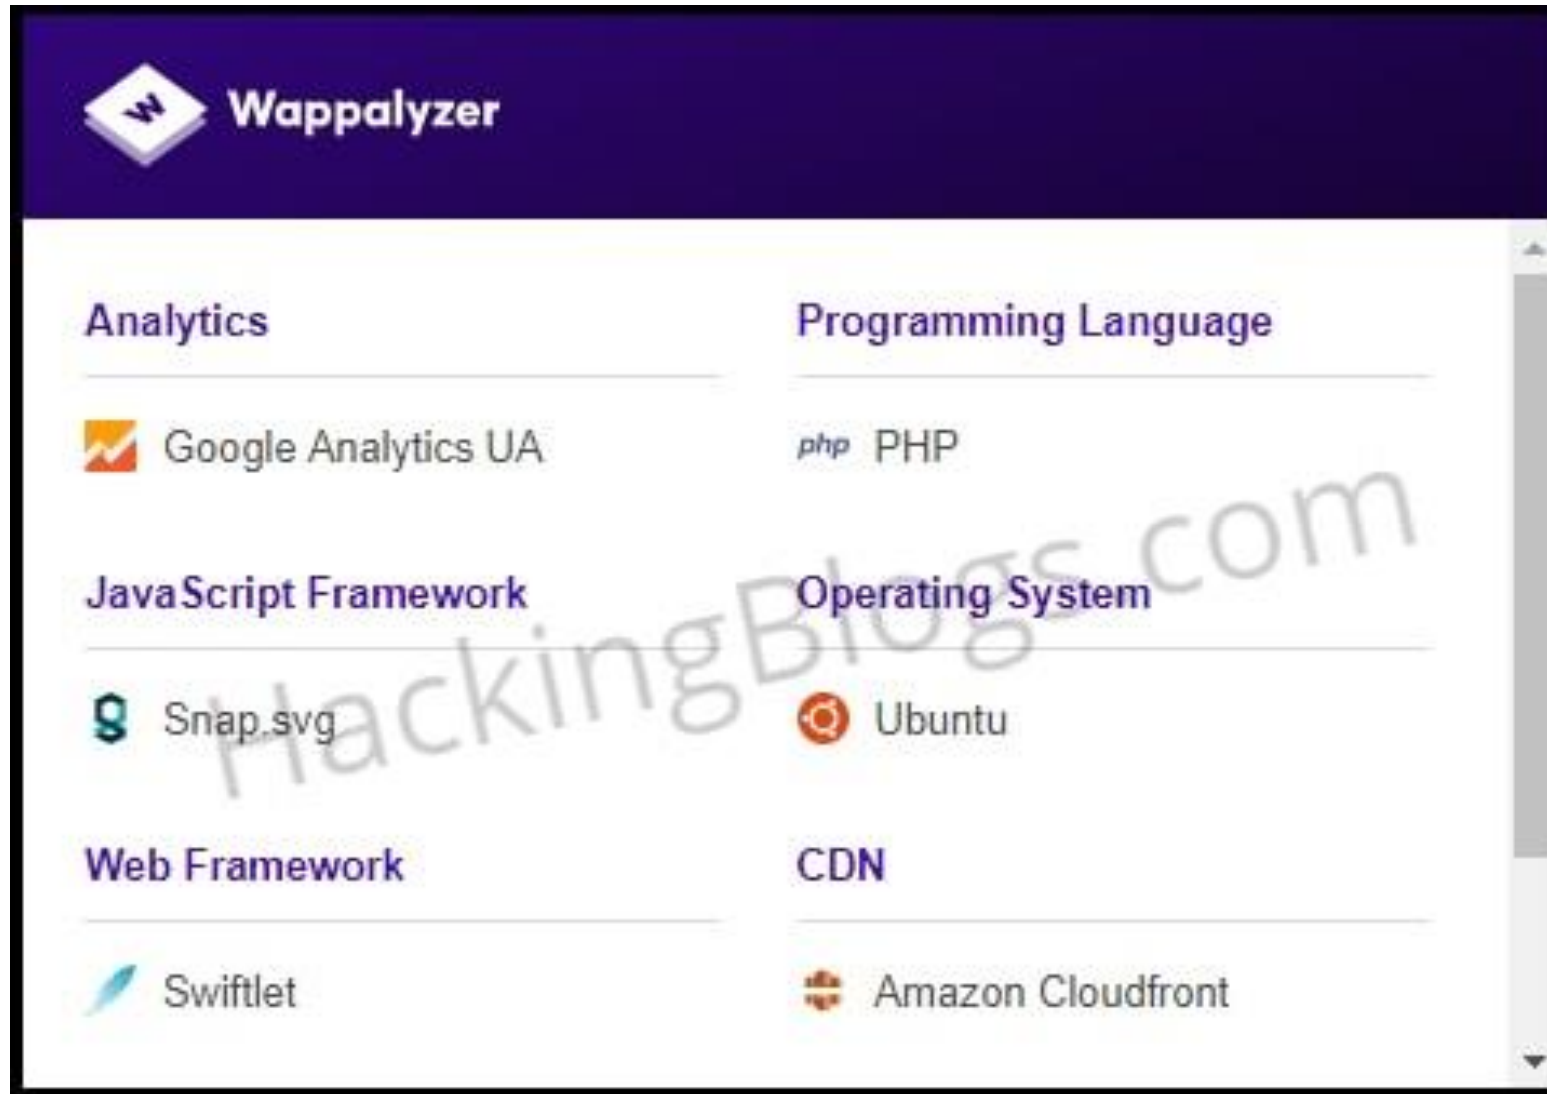 W Wappalyzer
Analytics
Programming Language
Google Analytics UA
php PHP
JavaScript Framework
Operating System
Snap.svg
Ubuntu
Web Framework
CDN
Swiftlet
Amazon Cloudfront
HackingBlogs.com